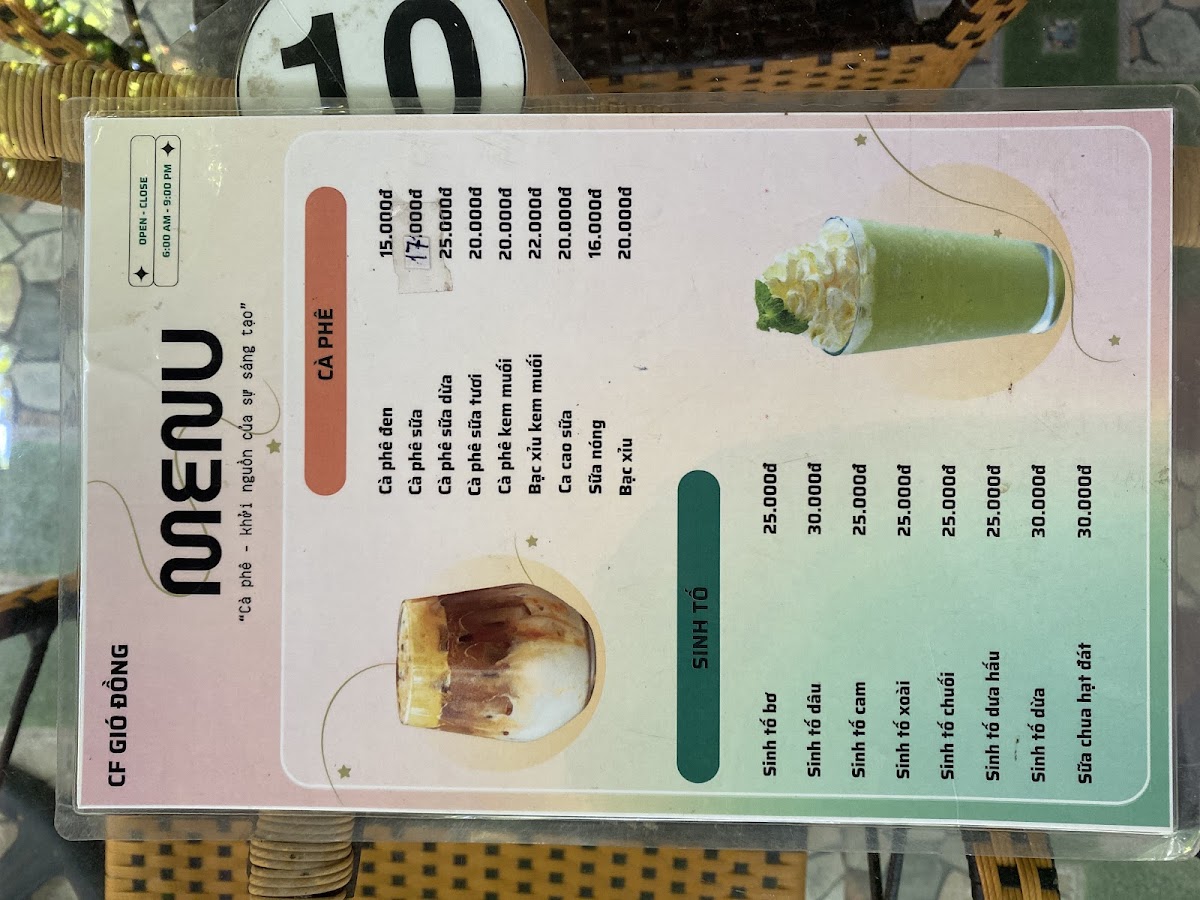 10
CF GIÓ ĐỒNG
OPEN - CLOSE
6:00 AM - 9:00 PM
MENU
“Cà phê - khởi nguồn của sự sáng tạo”
CÀ PHÊ
Cà phê đen 15.000đ
Cà phê sữa 17.000đ
Cà phê sữa dừa 25.000đ
Cà phê sữa tươi 20.000đ
Cà phê kem muối 20.000đ
Bạc xỉu kem muối 22.000đ
Ca cao sữa 20.000đ
Sữa nóng 16.000đ
Bạc xỉu 20.000đ
SINH TỐ
Sinh tố bơ 25.000đ
Sinh tố dâu 30.000đ
Sinh tố cam 25.000đ
Sinh tố xoài 25.000đ
Sinh tố chuối 25.000đ
Sinh tố dưa hấu 25.000đ
Sinh tố dừa 30.000đ
Sữa chua hạt đát 30.000đ